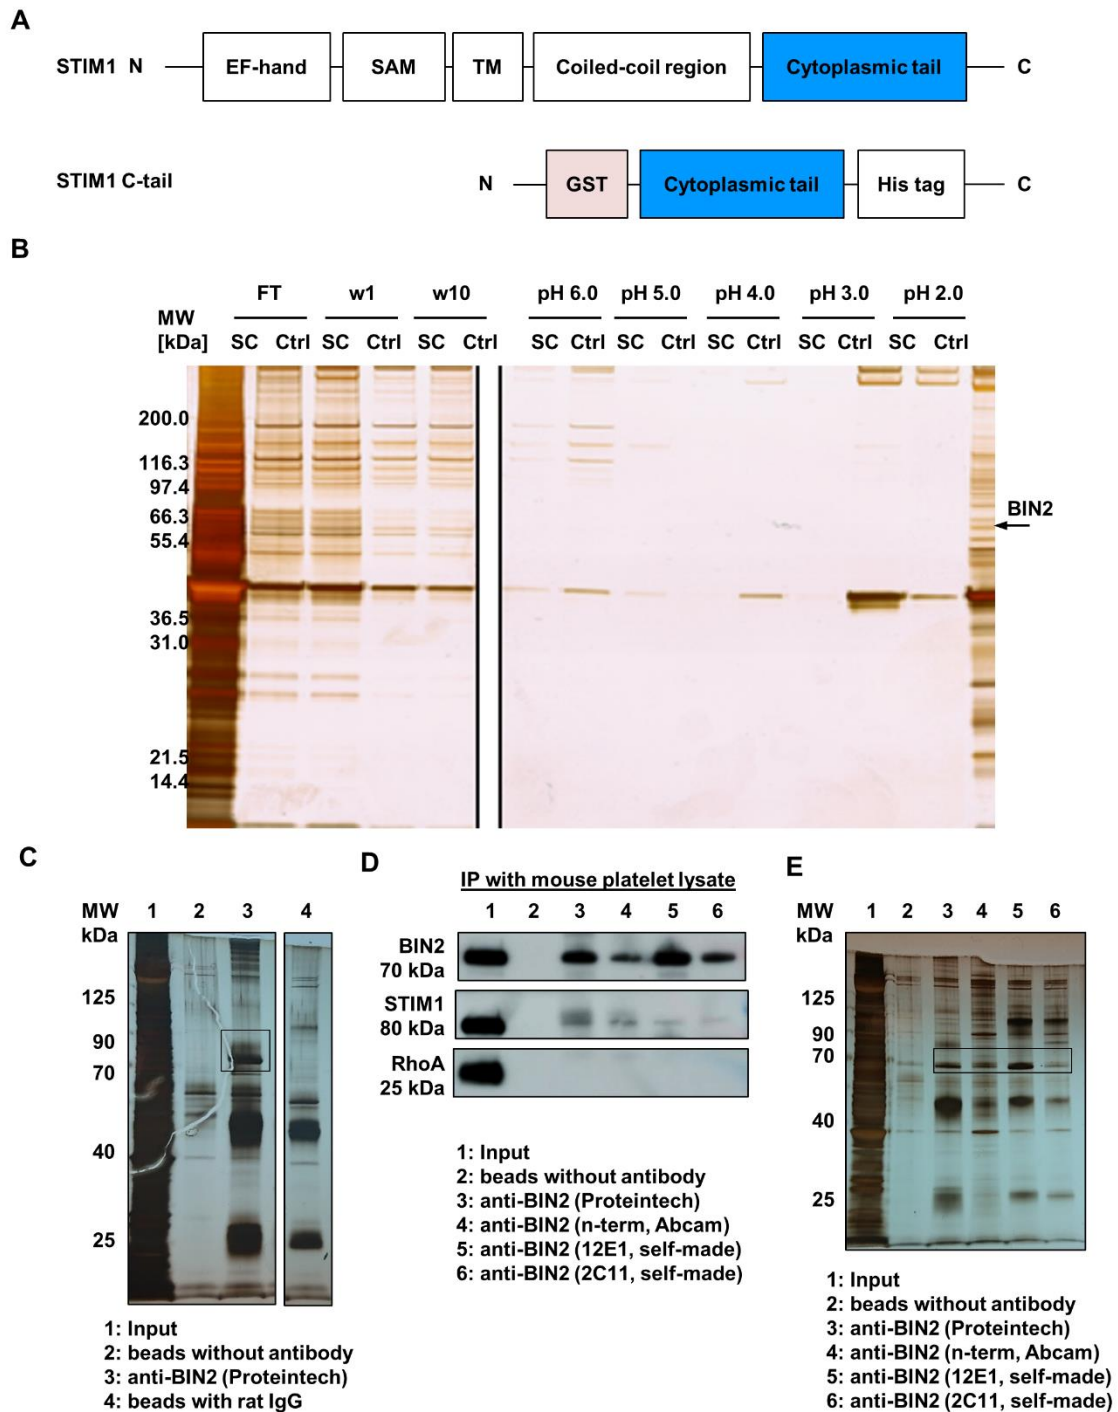 A
STIM1 N EF-hand SAM TM Coiled-coil region Cytoplasmic tail C
STIM1 C-tail N GST Cytoplasmic tail His tag C
B
FT w1 w10 pH 6.0 pH 5.0 pH 4.0 pH 3.0 pH 2.0
MW
[kDa] SC Ctrl SC Ctrl SC Ctrl SC Ctrl SC Ctrl SC Ctrl SC Ctrl SC Ctrl
200.0
116.3
97.4
66.3
BIN2
55.4
36.5
31.0
21.5
14.4
C
MW 1 2 3 4
kDa
125
90
70
40
25
1: Input
2: beads without antibody
3: anti-BIN2 (Proteintech)
4: beads with rat IgG
D
IP with mouse platelet lysate
1 2 3 4 5 6
BIN2
70 kDa
STIM1
80 kDa
RhoA
25 kDa
1: Input
2: beads without antibody
3: anti-BIN2 (Proteintech)
4: anti-BIN2 (n-term, Abcam)
5: anti-BIN2 (12E1, self-made)
6: anti-BIN2 (2C11, self-made)
E
MW 1 2 3 4 5 6
kDa
125
90
70
40
25
1: Input
2: beads without antibody
3: anti-BIN2 (Proteintech)
4: anti-BIN2 (n-term, Abcam)
5: anti-BIN2 (12E1, self-made)
6: anti-BIN2 (2C11, self-made)